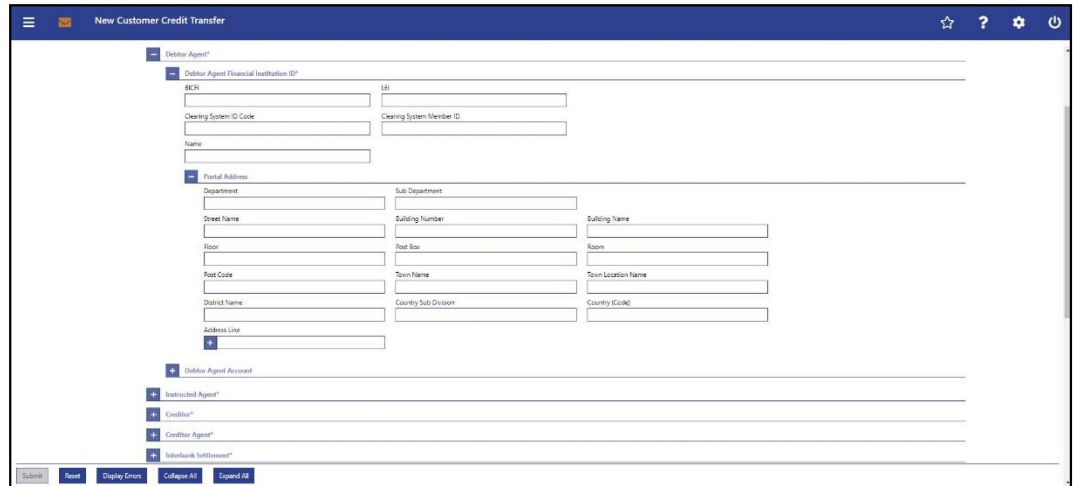 New Customer Credit Transfer
Debtor Agent*
Debtor Agent Financial Institution ID*
BICFI LEI
Clearing System ID Code Clearing System Member ID
Name
Postal Address
Department Sub Department
Street Name Building Number Building Name
Floor Post Box Room
Post Code Town Name Town Location Name
District Name Country Sub Division Country (Code)
Address Line
Debtor Agent Account
Instructed Agent*
Creditor*
Creditor Agent*
Interbank Settlement*
Submit Reset Display Errors Collapse All Expand All